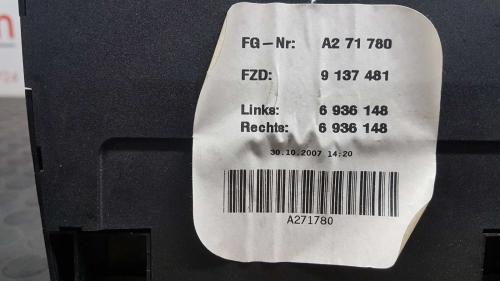 FG-Nr: A2 71 780
FZD: 9 137 481
Links: 6 936 148
Rechts: 6 936 148
30.10.2007 14:20
A271780